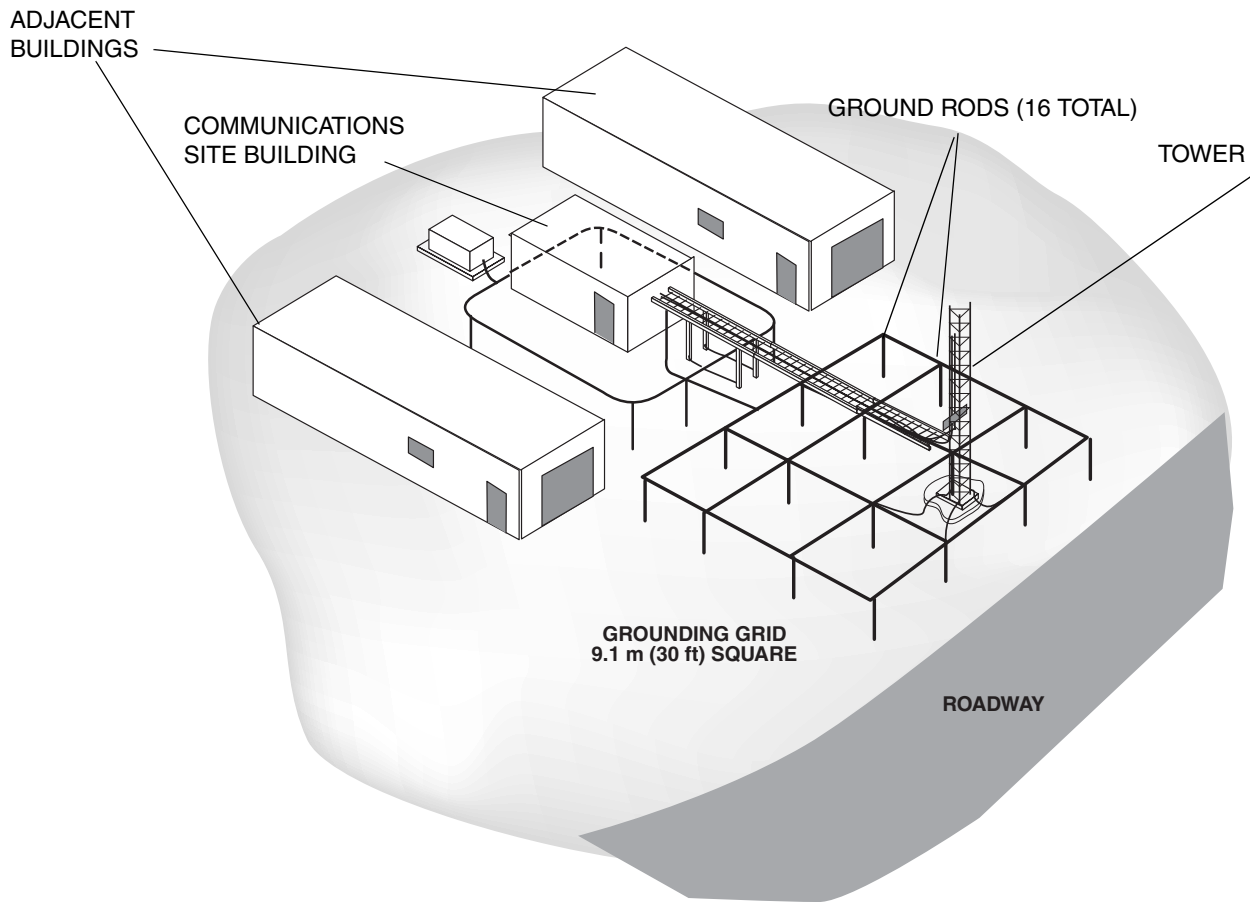 ADJACENT
BUILDINGS
COMMUNICATIONS
SITE BUILDING
GROUND RODS (16 TOTAL)
TOWER
GROUNDING GRID
9.1 m (30 ft) SQUARE
ROADWAY